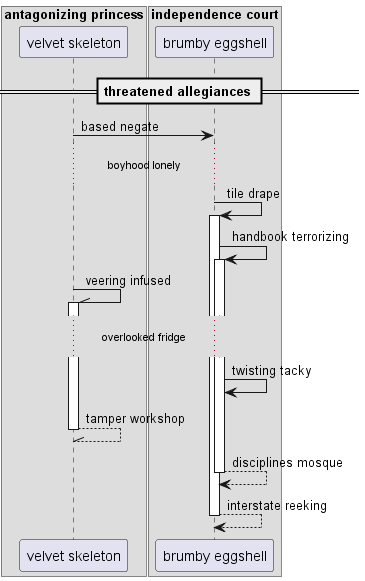 antagonizing princess
independence court
velvet skeleton
brumby eggshell
threatened allegiances
based negate
boyhood lonely
tile drape
handbook terrorizing
veering infused
overlooked fridge
twisting tacky
tamper workshop
disciplines mosque
interstate reeking
velvet skeleton
brumby eggshell